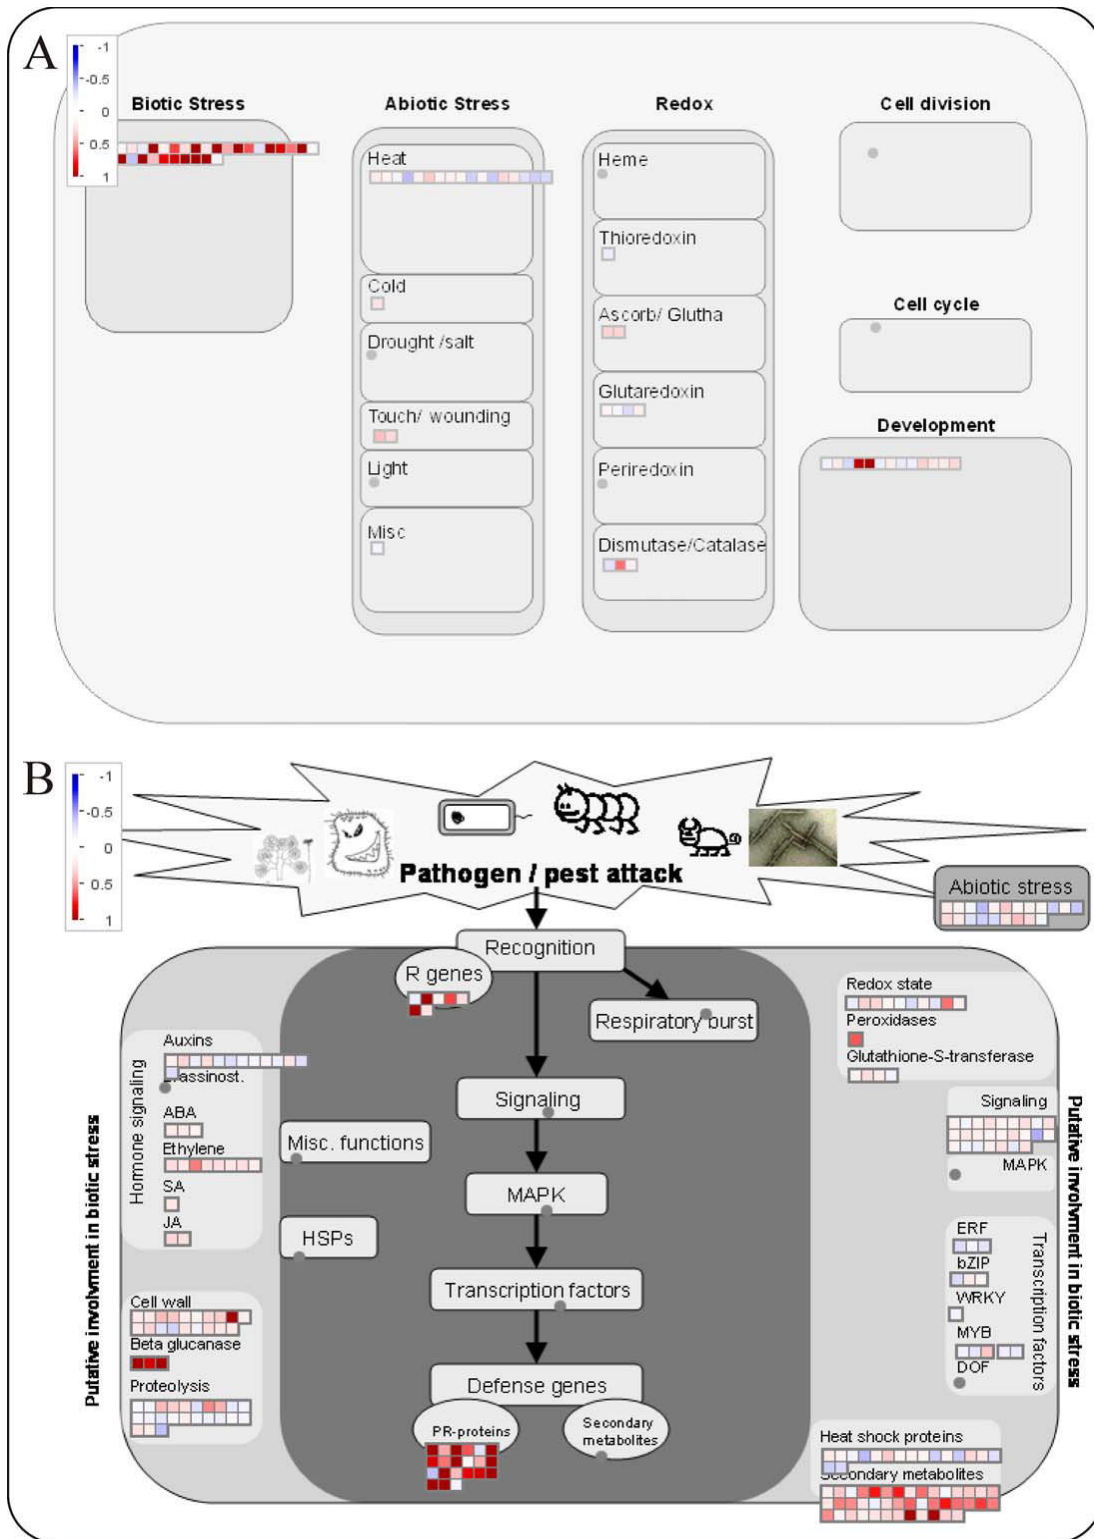 A
-1
-0.5
0
0.5
1
Biotic Stress
Abiotic Stress
Redox
Cell division
Heat
Cold
Drought /salt
Touch/ wounding
Light
Misc
Heme
Thioredoxin
Ascorb/ Glutha
Glutaredoxin
Periredoxin
Dismutase/Catalase
Cell cycle
Development
B
-1
-0.5
0
0.5
1
Pathogen / pest attack
Abiotic stress
Recognition
R genes
Respiratory burst
Signaling
Misc. functions
MAPK
HSPs
Transcription factors
Defense genes
PR-proteins
Secondary
metabolites
Putative involvment in biotic stress
Hormone signaling
Auxins
Brassinost.
ABA
Ethylene
SA
JA
Cell wall
Beta glucanase
Proteolysis
Redox state
Peroxidases
Glutathione-S-transferase
Signaling
MAPK
ERF
bZIP
WRKY
MYB
DOF
Transcription factors
Putative involvment in biotic stress
Heat shock proteins
Secondary metabolites